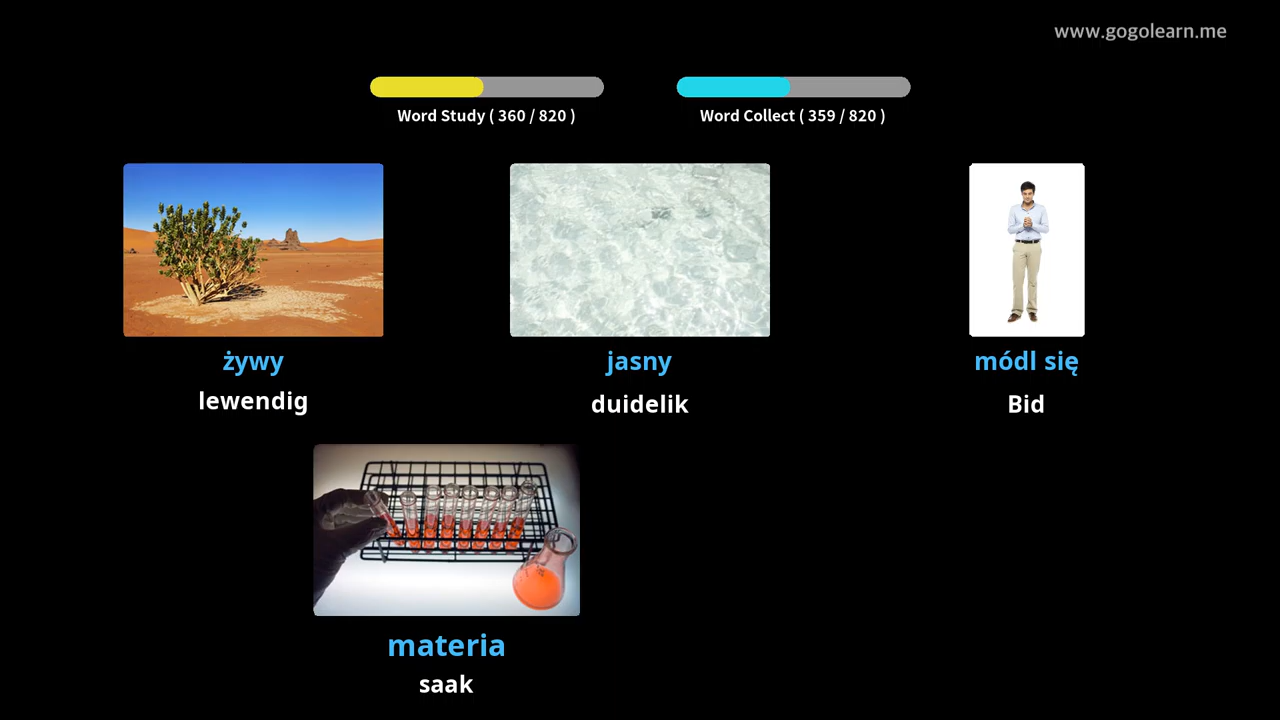 www.gogolearn.me
Word Study ( 360 / 820 )
Word Collect ( 359 / 820 )
żywy
lewendig
jasny
duidelik
módl się
Bid
materia
saak